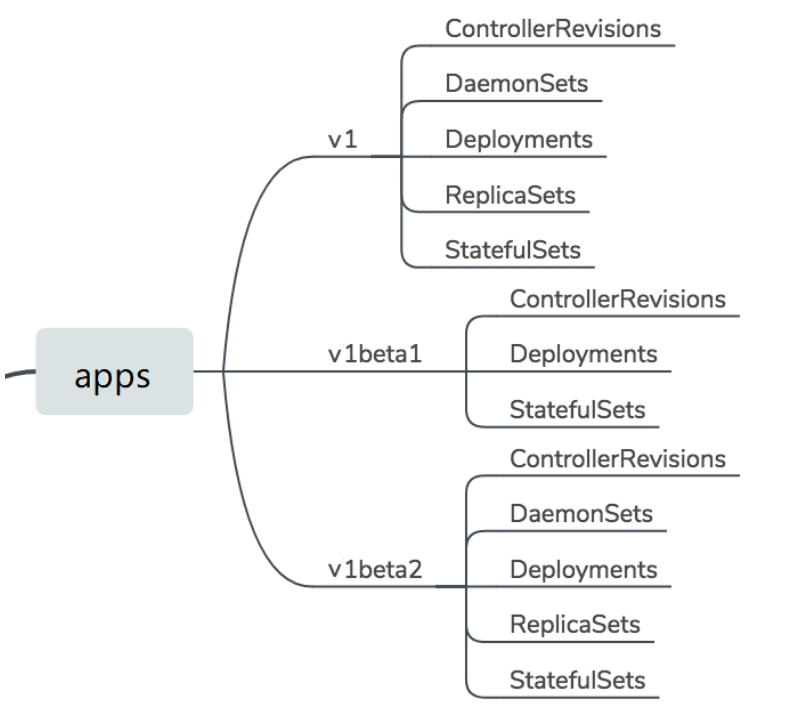 apps
v1
ControllerRevisions
DaemonSets
Deployments
ReplicaSets
StatefulSets
v1beta1
ControllerRevisions
Deployments
StatefulSets
v1beta2
ControllerRevisions
DaemonSets
Deployments
ReplicaSets
StatefulSets